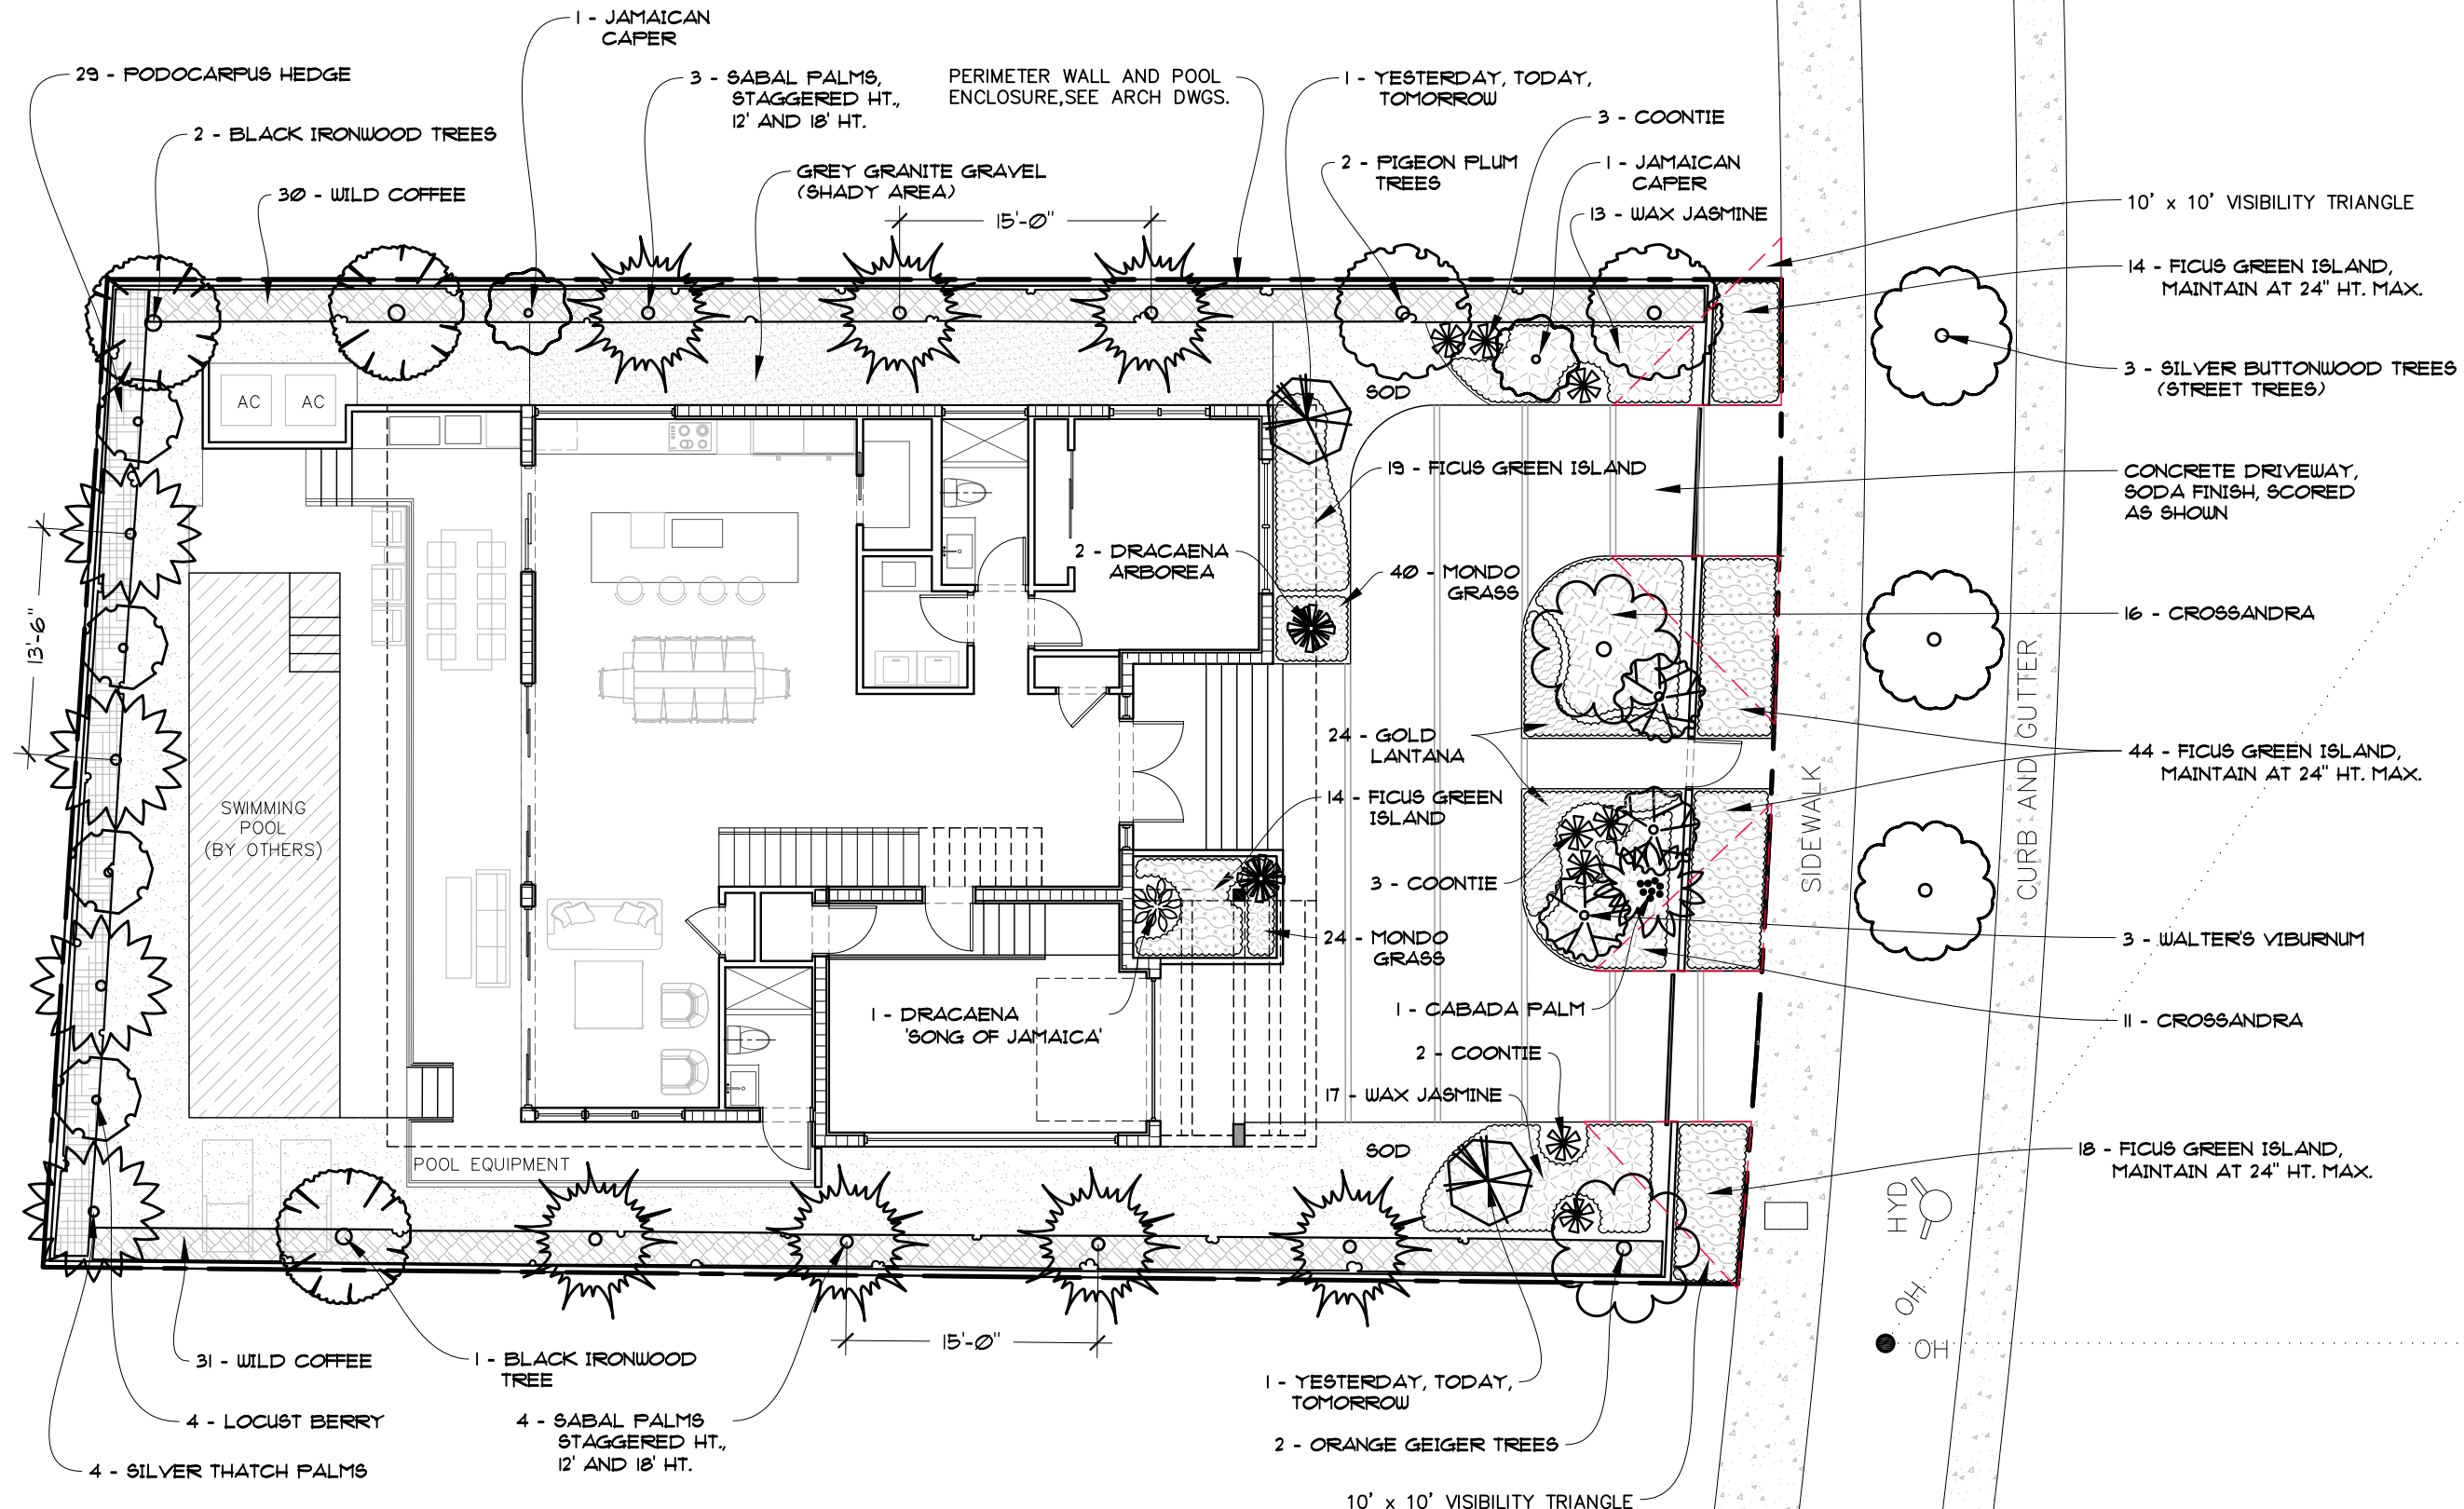 1 - JAMAICAN
CAPER
29 - PODOCARPUS HEDGE
3 - SABAL PALMS,
STAGGERED HT.,
12' AND 18' HT.
PERIMETER WALL AND POOL
ENCLOSURE,SEE ARCH DWGS.
1 - YESTERDAY, TODAY,
TOMORROW
3 - COONTIE
2 - BLACK IRONWOOD TREES
2 - PIGEON PLUM
TREES
1 - JAMAICAN
CAPER
GREY GRANITE GRAVEL
(SHADY AREA)
30 - WILD COFFEE
13 - WAX JASMINE
10' x 10' VISIBILITY TRIANGLE
15'-0"
14 - FICUS GREEN ISLAND,
MAINTAIN AT 24" HT. MAX.
3 - SILVER BUTTONWOOD TREES
(STREET TREES)
AC
AC
SOD
19 - FICUS GREEN ISLAND
CONCRETE DRIVEWAY,
SODA FINISH, SCORED
AS SHOWN
2 - DRACAENA
ARBOREA
40 - MONDO
GRASS
16 - CROSSANDRA
13'-6"
24 - GOLD
LANTANA
44 - FICUS GREEN ISLAND,
MAINTAIN AT 24" HT. MAX.
SIDEWALK
CURB AND GUTTER
SWIMMING
POOL
(BY OTHERS)
14 - FICUS GREEN
ISLAND
3 - COONTIE
24 - MONDO
GRASS
3 - WALTER'S VIBURNUM
1 - DRACAENA
'SONG OF JAMAICA'
1 - CABADA PALM
11 - CROSSANDRA
2 - COONTIE
17 - WAX JASMINE
SOD
18 - FICUS GREEN ISLAND,
MAINTAIN AT 24" HT. MAX.
POOL EQUIPMENT
HYD
OH
OH
15'-0"
31 - WILD COFFEE
1 - BLACK IRONWOOD
TREE
1 - YESTERDAY, TODAY,
TOMORROW
4 - LOCUST BERRY
4 - SABAL PALMS
STAGGERED HT.,
12' AND 18' HT.
2 - ORANGE GEIGER TREES
4 - SILVER THATCH PALMS
10' x 10' VISIBILITY TRIANGLE